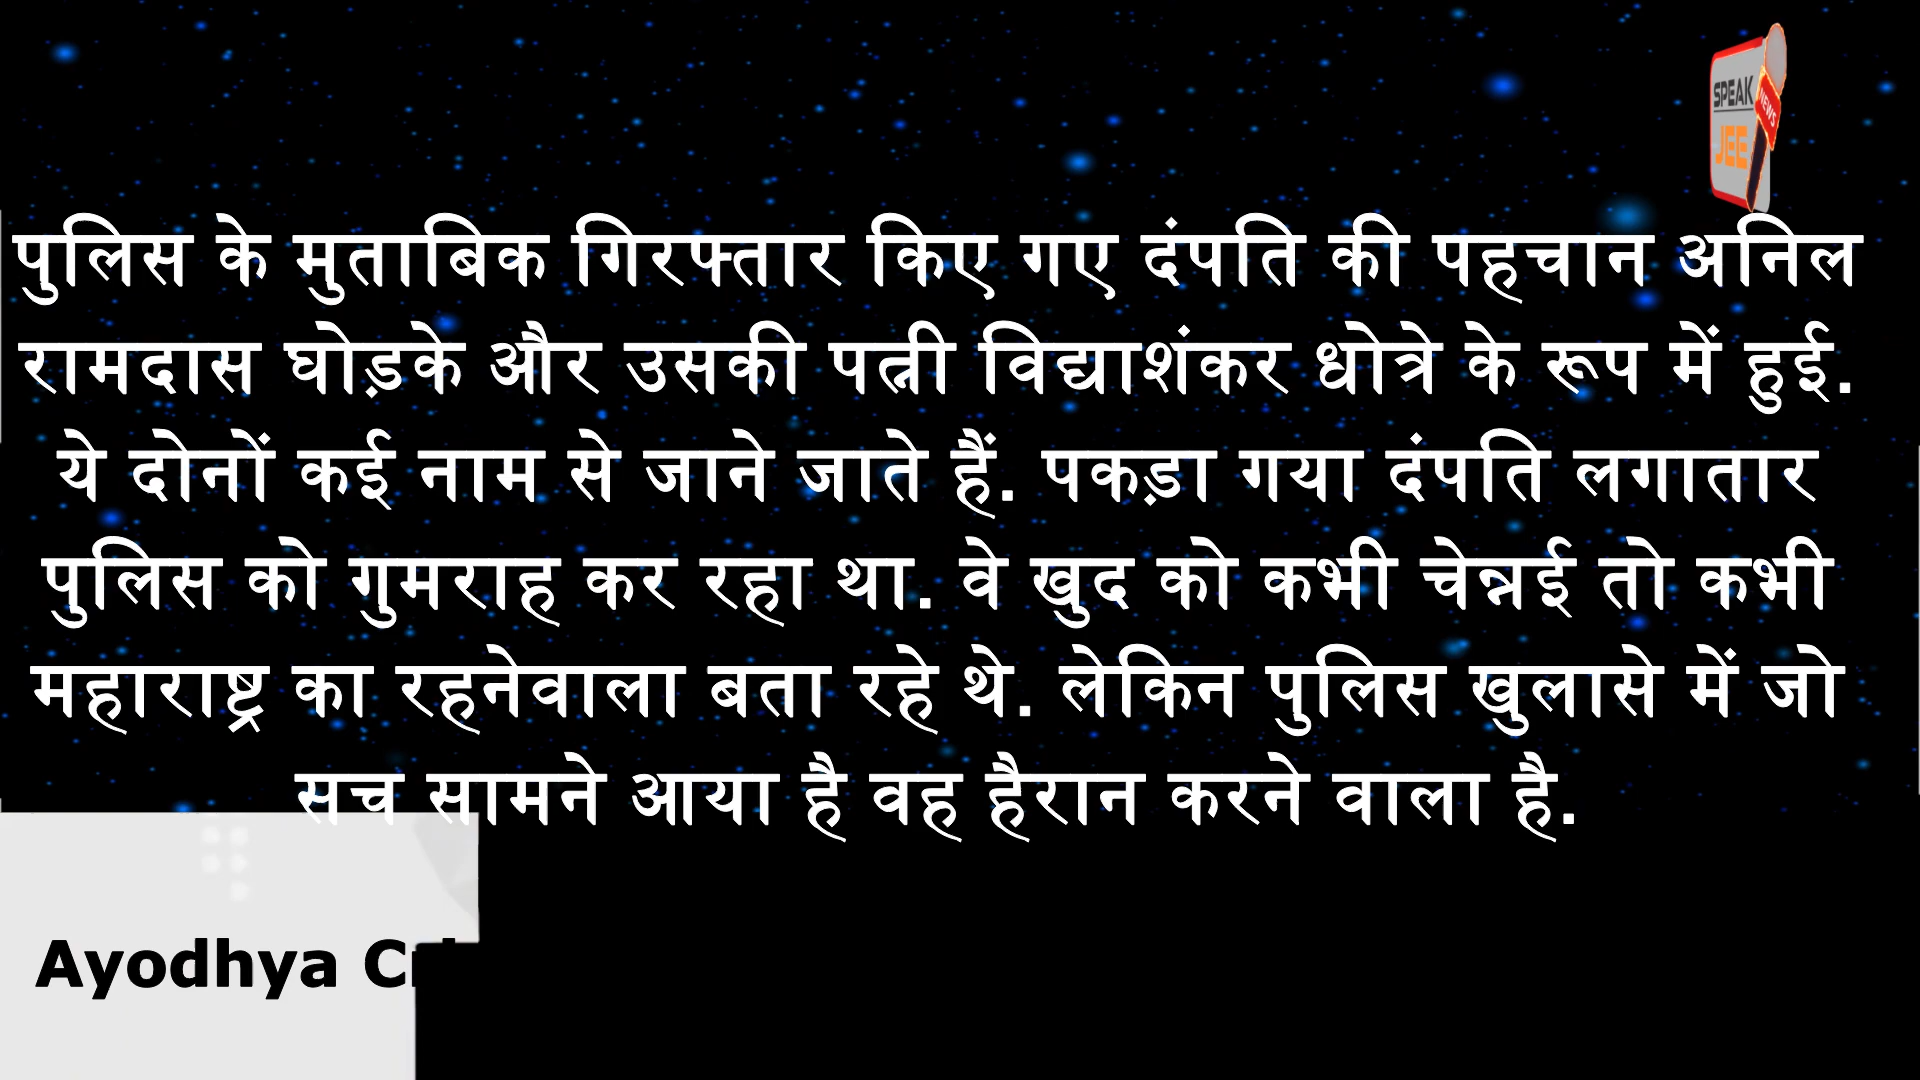 SPEAK
NEWS
JEE
पुलिस के मुताबिक गिरफ्तार किए गए दंपति की पहचान अनिल
रामदास घोड़के और उसकी पत्नी विद्याशंकर धोत्रे के रूप में हुई.
ये दोनों कई नाम से जाने जाते हैं. पकड़ा गया दंपति लगातार
पुलिस को गुमराह कर रहा था. वे खुद को कभी चेन्नई तो कभी
महाराष्ट्र का रहनेवाला बता रहे थे. लेकिन पुलिस खुलासे में जो
सच सामने आया है वह हैरान करने वाला है.
Ayodhya